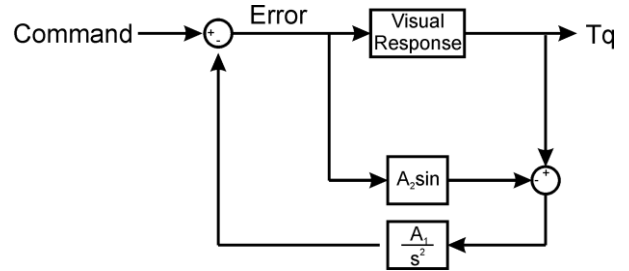 Command
+
-
Error
Visual
Response
Tq
A₂sin
-
+
A₁
s²